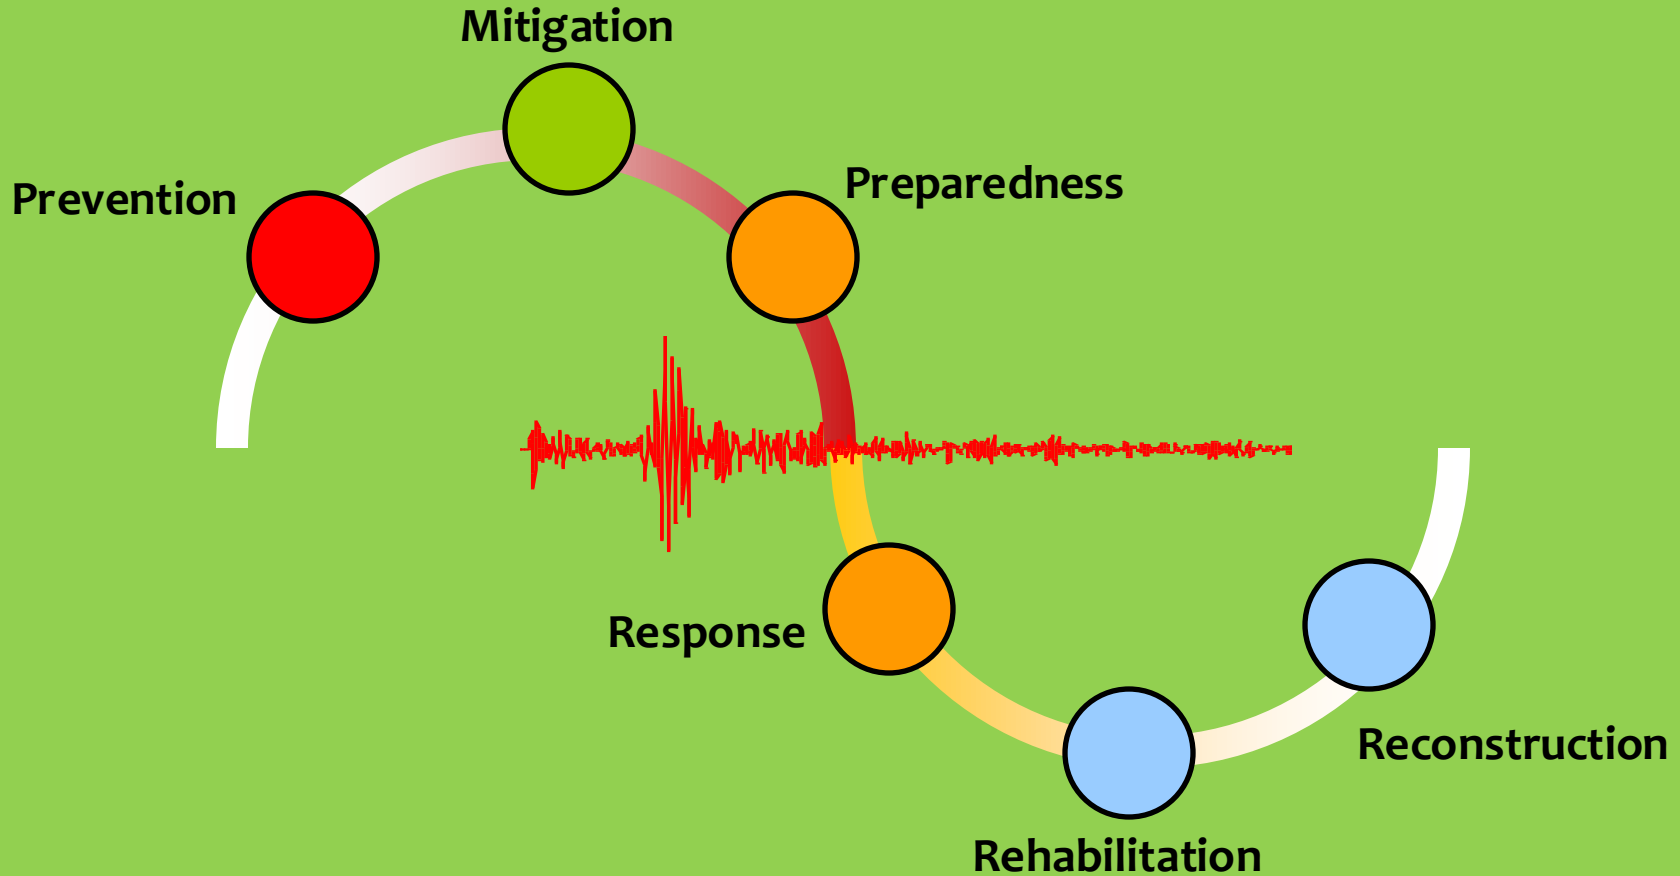 Mitigation
Prevention
Preparedness
Response
Reconstruction
Rehabilitation